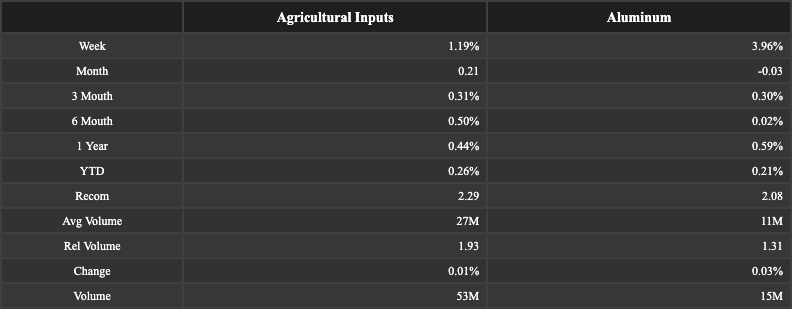 Agricultural Inputs Aluminum
Week 1.19% 3.96%
Month 0.21 -0.03
3 Mouth 0.31% 0.30%
6 Mouth 0.50% 0.02%
1 Year 0.44% 0.59%
YTD 0.26% 0.21%
Recom 2.29 2.08
Avg Volume 27M 11M
Rel Volume 1.93 1.31
Change 0.01% 0.03%
Volume 53M 15M